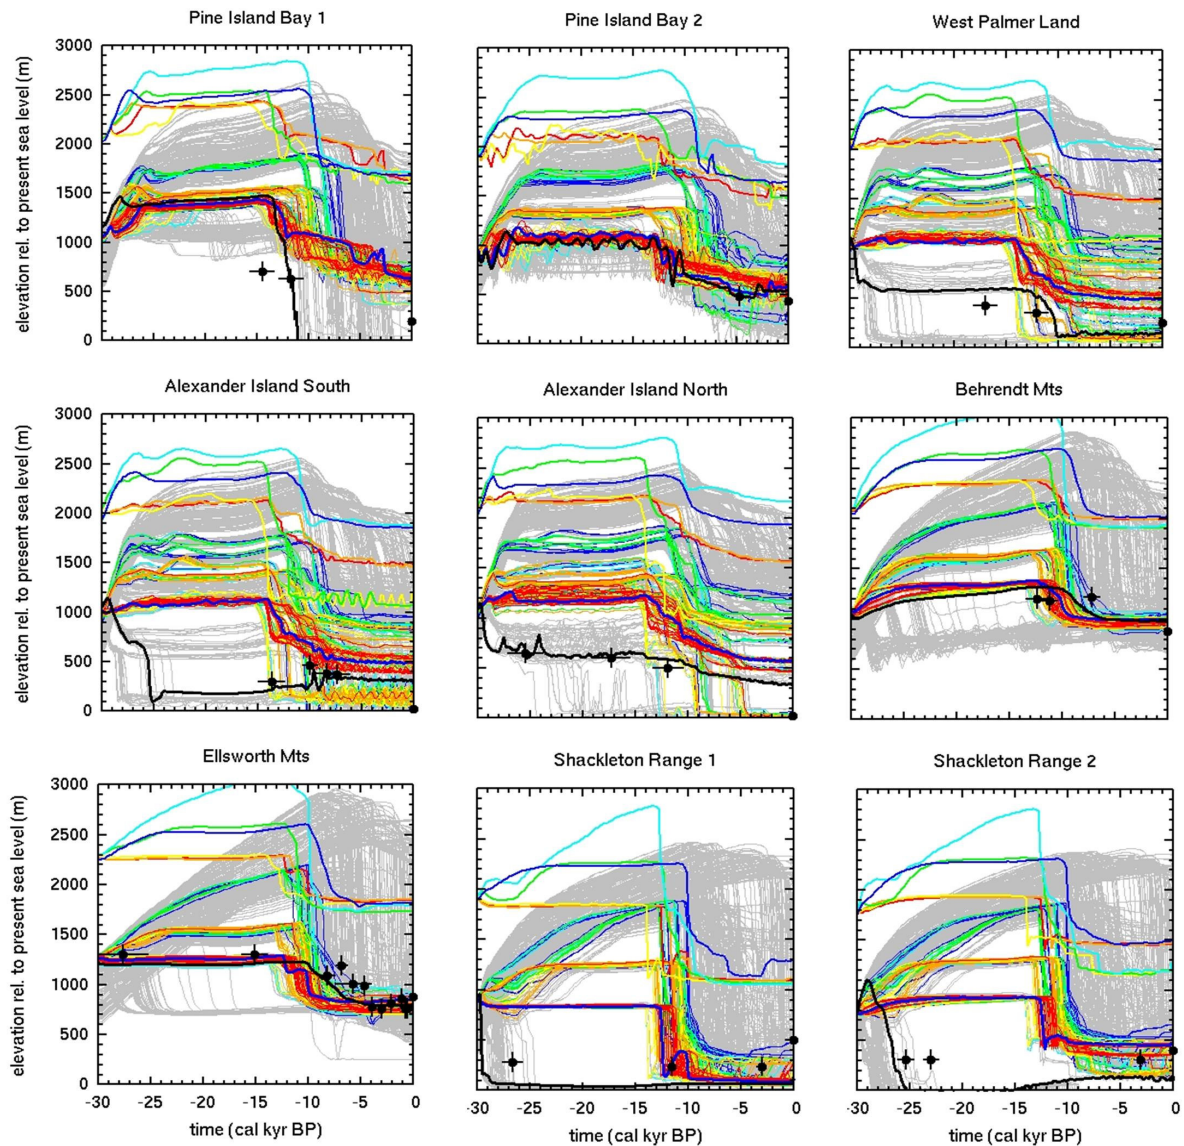 Pine Island Bay 1
Pine Island Bay 2
West Palmer Land
3000
2500
2000
1500
1000
500
0
elevation rel. to present sea level (m)
Alexander Island South
Alexander Island North
Behrendt Mts
3000
2500
2000
1500
1000
500
0
elevation rel. to present sea level (m)
Ellsworth Mts
Shackleton Range 1
Shackleton Range 2
3000
2500
2000
1500
1000
500
0
elevation rel. to present sea level (m)
-30 -25 -20 -15 -10 -5 0
-30 -25 -20 -15 -10 -5 0
-30 -25 -20 -15 -10 -5 0
time (cal kyr BP)
time (cal kyr BP)
time (cal kyr BP)